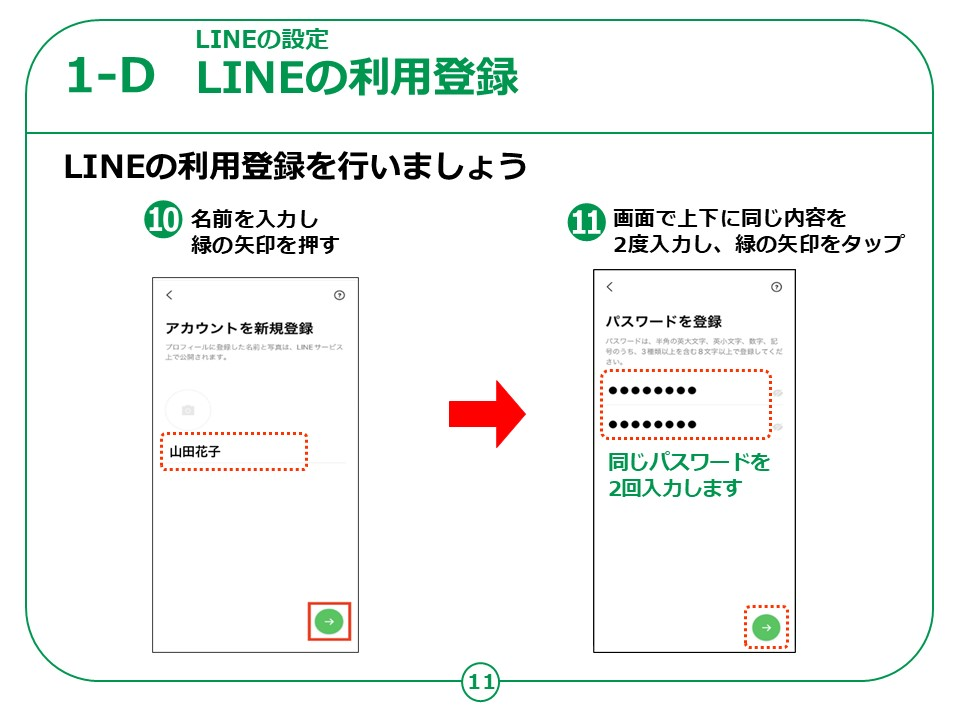 LINEの設定
1-D LINEの利用登録
LINEの利用登録を行いましょう
10 名前を入力し
緑の矢印を押す
アカウントを新規登録
プロフィールに登録した名前と写真は、LINEサービス
上で公開されます。
山田花子
11 画面で上下に同じ内容を
2度入力し、緑の矢印をタップ
パスワードを登録
パスワードは、半角の英大文字、英小文字、数字、記
号のうち、3種類以上を含む8文字以上で登録してくだ
さい。
●●●●●●●●
●●●●●●●●
同じパスワードを
2回入力します
11